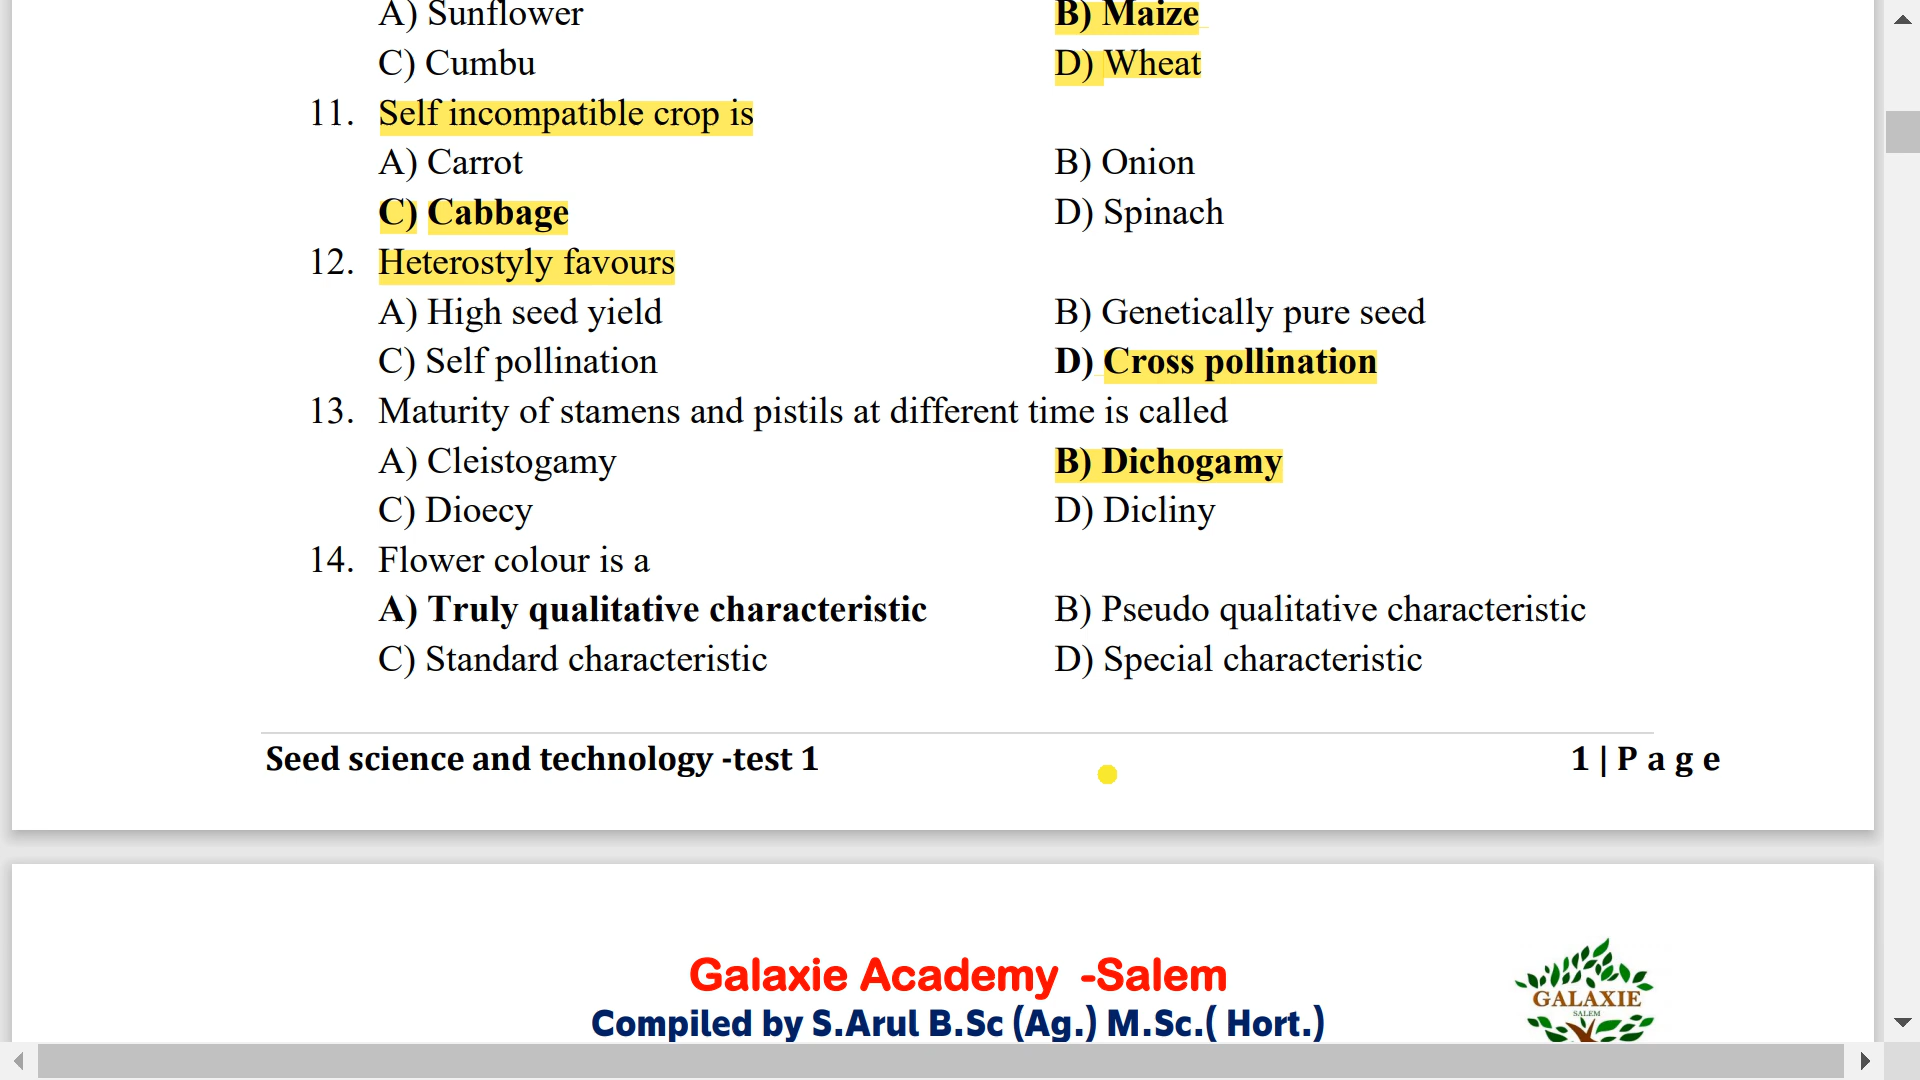 A) Sunflower B) Maize
C) Cumbu D) Wheat
11. Self incompatible crop is
A) Carrot B) Onion
C) Cabbage D) Spinach
12. Heterostyly favours
A) High seed yield B) Genetically pure seed
C) Self pollination D) Cross pollination
13. Maturity of stamens and pistils at different time is called
A) Cleistogamy B) Dichogamy
C) Dioecy D) Dicliny
14. Flower colour is a
A) Truly qualitative characteristic B) Pseudo qualitative characteristic
C) Standard characteristic D) Special characteristic
Seed science and technology -test 1 1 | P a g e
Galaxie Academy -Salem
Compiled by S.Arul B.Sc (Ag.) M.Sc.( Hort.)
GALAXIE
SALEM